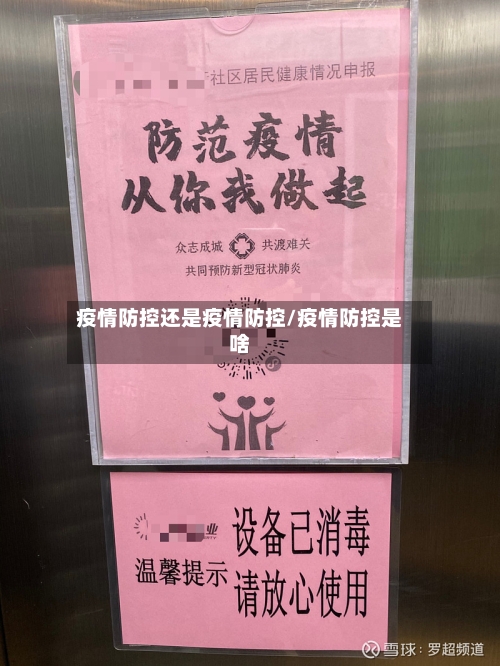 社区居民健康情况申报
防范疫情
从你我做起
众志成城 共渡难关
共同预防新型冠状肺炎
疫情防控还是疫情防控/疫情防控是
啥
业
温馨提示
设备已消毒
请放心使用
雪球:罗超频道